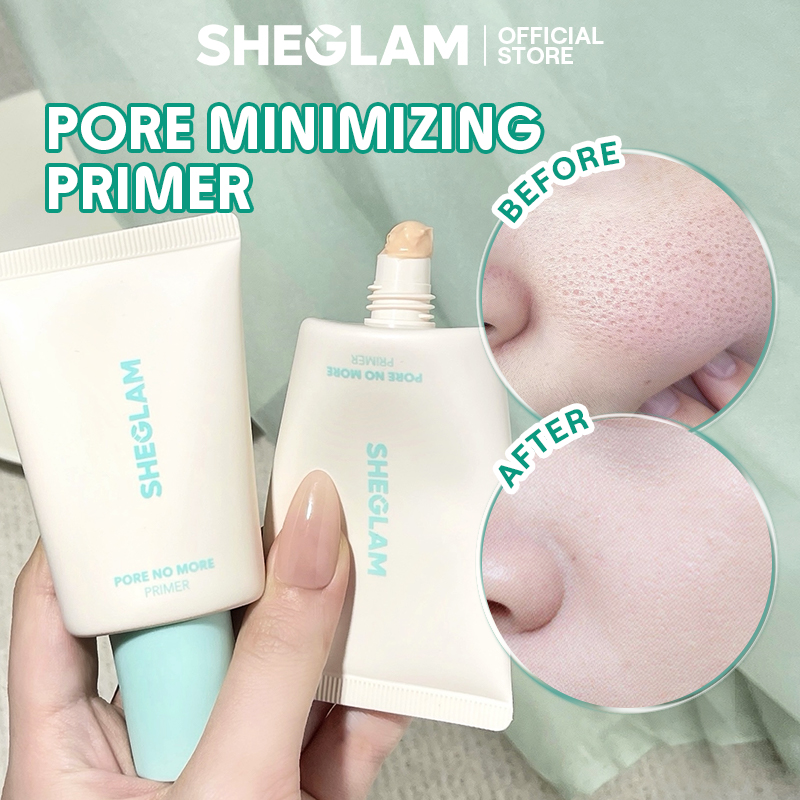 SHEGLAM
OFFICIAL
STORE
PORE MINIMIZING
PRIMER
BEFORE
AFTER
SHEGLAM
PORE NO MORE
PRIMER
PORE NO MORE
PRIMER
SHEGLAM